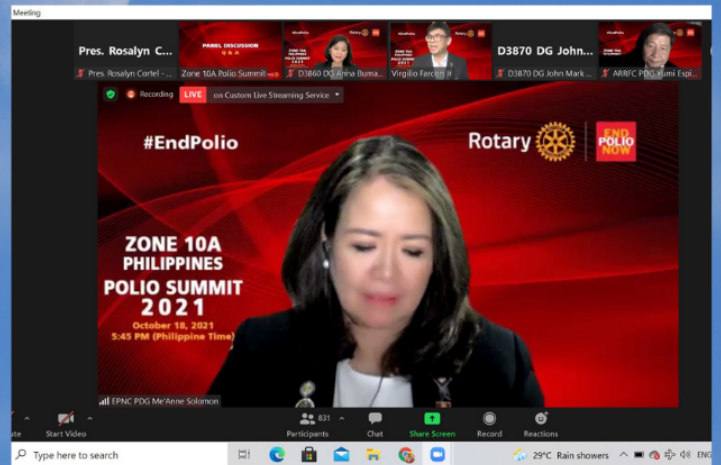 Meeting
Pres. Rosalyn C...
Pres. Rosalyn Cortel - ...
PANEL DISCUSSION
Q & A
Zone 10A Polio Summit
#EndPolio
D3860 DG Anna Buma...
Virgilio Farcon Jr
D3870 DG John...
D3870 DG John Mark ...
ARRFC PDG Yumi Espi...
Recording
LIVE
on Custom Live Streaming Service
#EndPolio
Rotary
END
POLIO
NOW
ZONE 10A
PHILIPPINES
POLIO SUMMIT
2021
October 18, 2021
5:45 PM (Philippine Time)
EPNC PDG Me'Anne Solomon
Start Video
831
Participants
Chat
Share Screen
Record
Reactions
Type here to search
29°C Rain showers
ENG